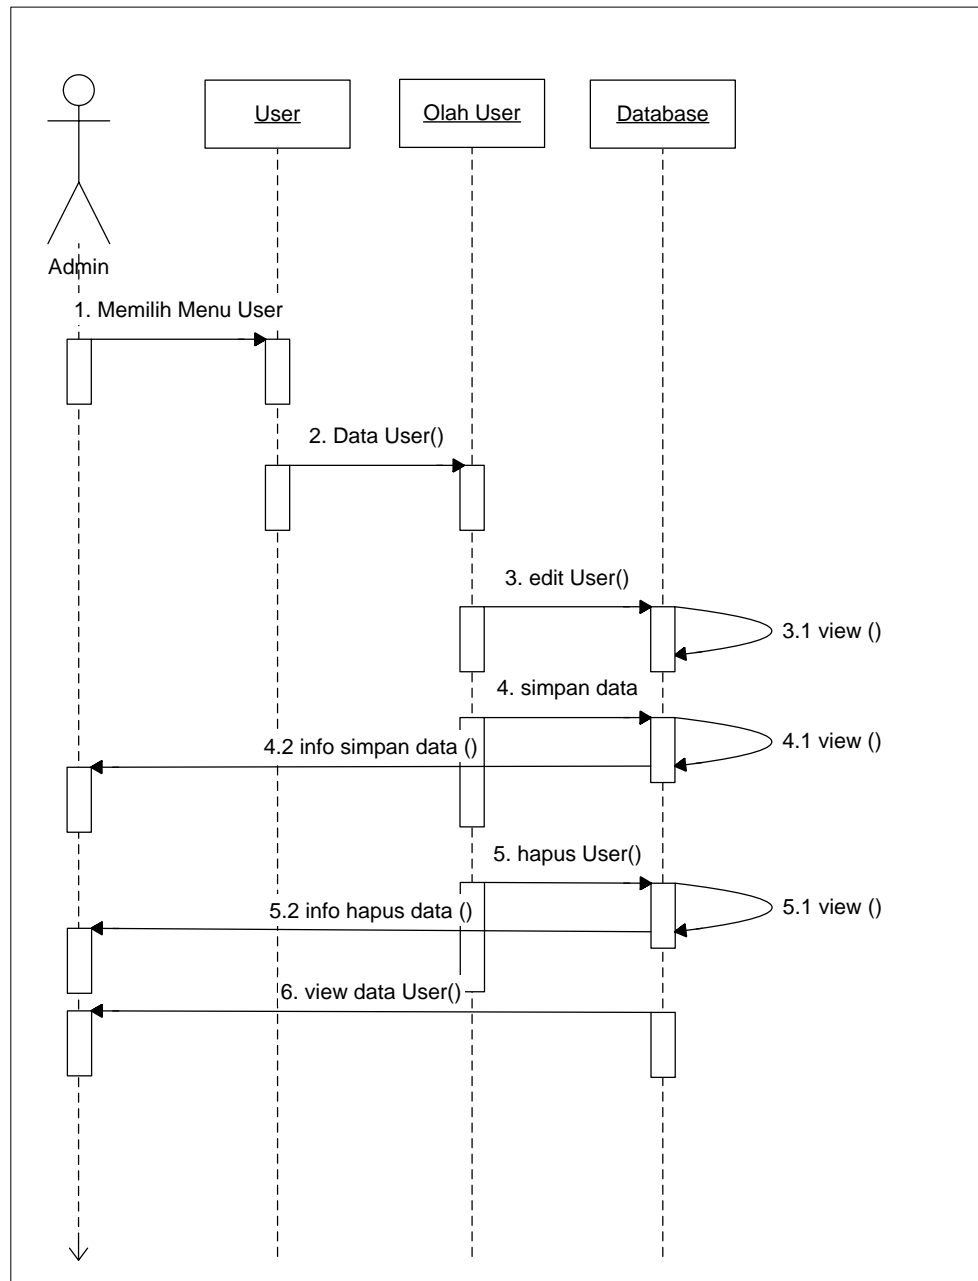 User
Olah User
Database
Admin
1. Memilih Menu User
2. Data User()
3. edit User()
3.1 view ()
4. simpan data
4.1 view ()
4.2 info simpan data ()
5. hapus User()
5.1 view ()
5.2 info hapus data ()
6. view data User()